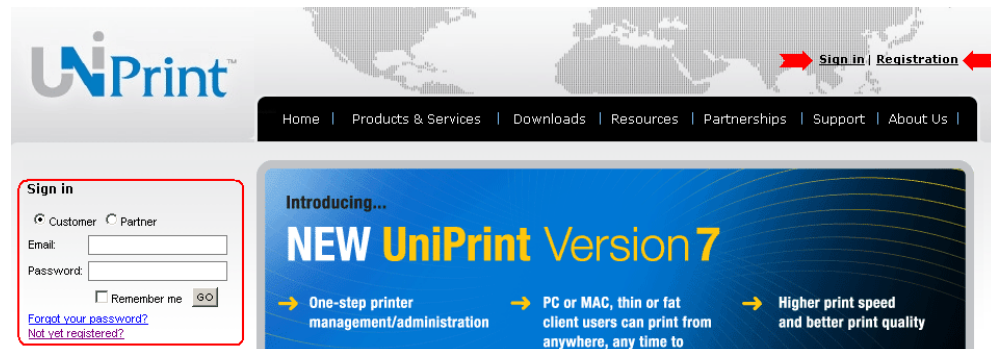 UNiPrint™
Sign in | Registration
Home | Products & Services | Downloads | Resources | Partnerships | Support | About Us |
Sign in
Customer Partner
Email:
Password:
Remember me GO
Forgot your password?
Not yet registered?
Introducing...
NEW UniPrint Version 7
One-step printer
management/administration
PC or MAC, thin or fat
client users can print from
anywhere, any time to
Higher print speed
and better print quality